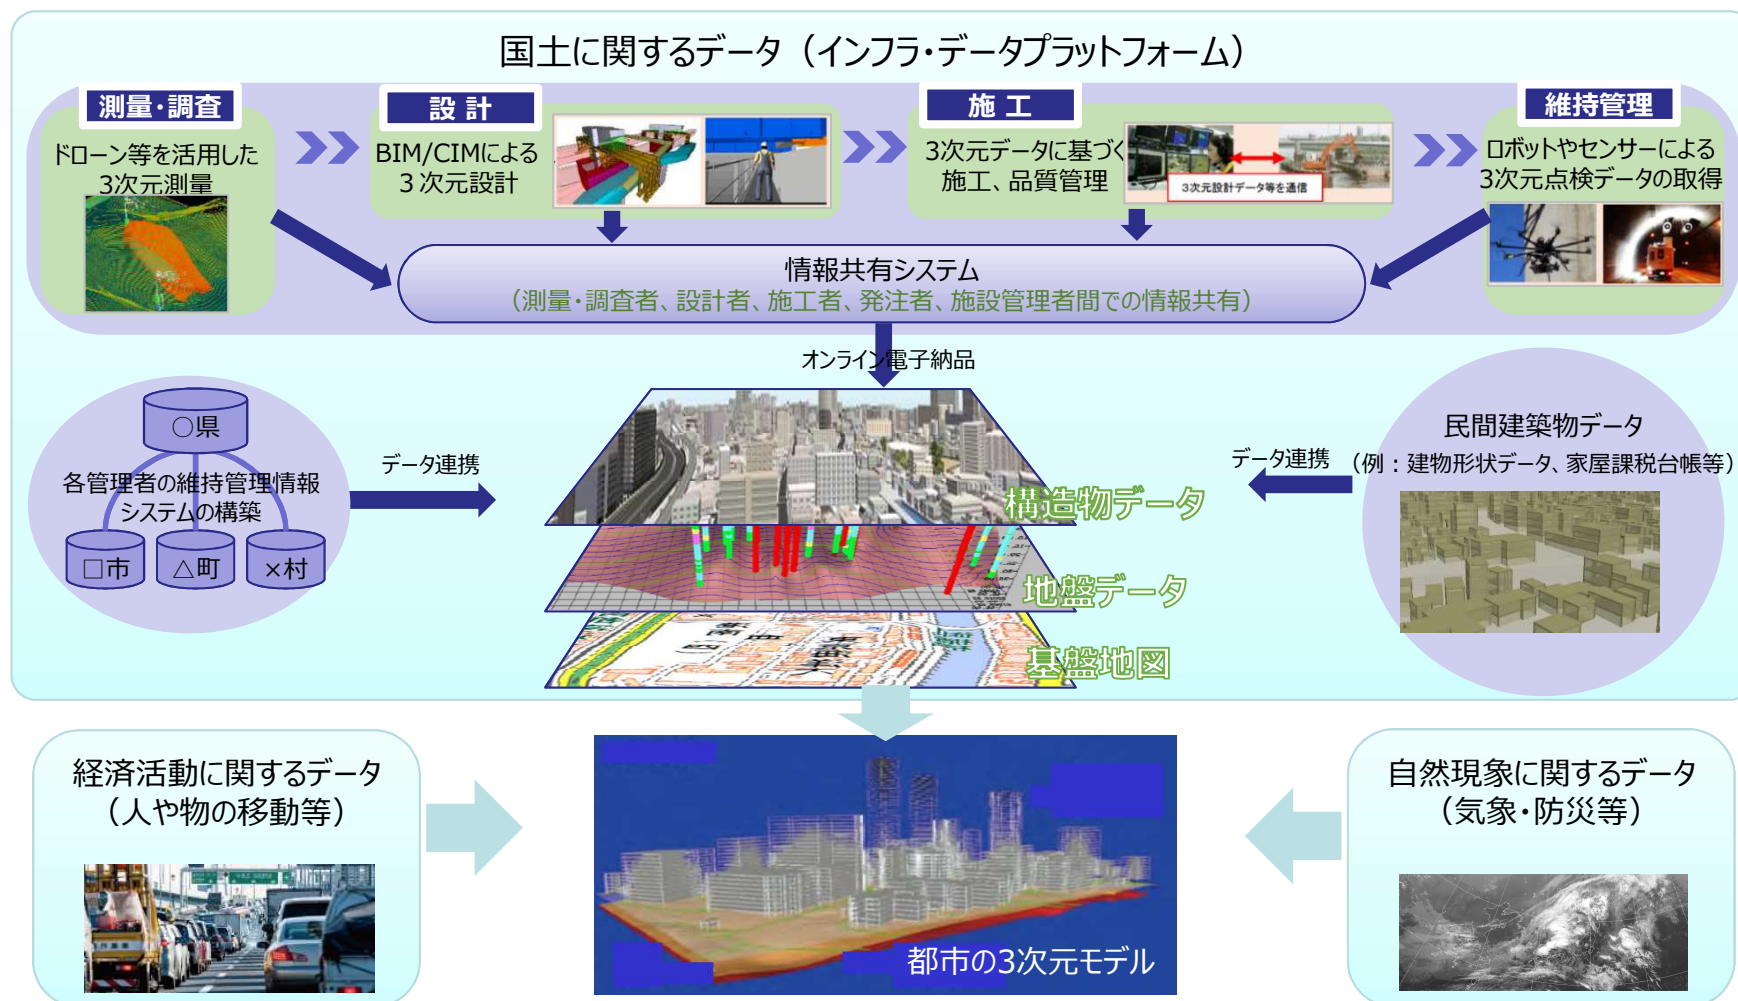 国土に関するデータ（インフラ・データプラットフォーム）
測量・調査
ドローン等を活用した
3次元測量
設 計
BIM/CIMによる
３次元設計
施 工
3次元データに基づく
施工、品質管理
3次元設計データ等を通信
維持管理
ロボットやセンサーによる
3次元点検データの取得
情報共有システム
（測量・調査者、設計者、施工者、発注者、施設管理者間での情報共有）
オンライン電子納品
○県
各管理者の維持管理情報
システムの構築
□市
△町
×村
データ連携
構造物データ
地盤データ
基盤地図
データ連携
民間建築物データ
（例：建物形状データ、家屋課税台帳等）
経済活動に関するデータ
（人や物の移動等）
都市の3次元モデル
自然現象に関するデータ
（気象・防災等）